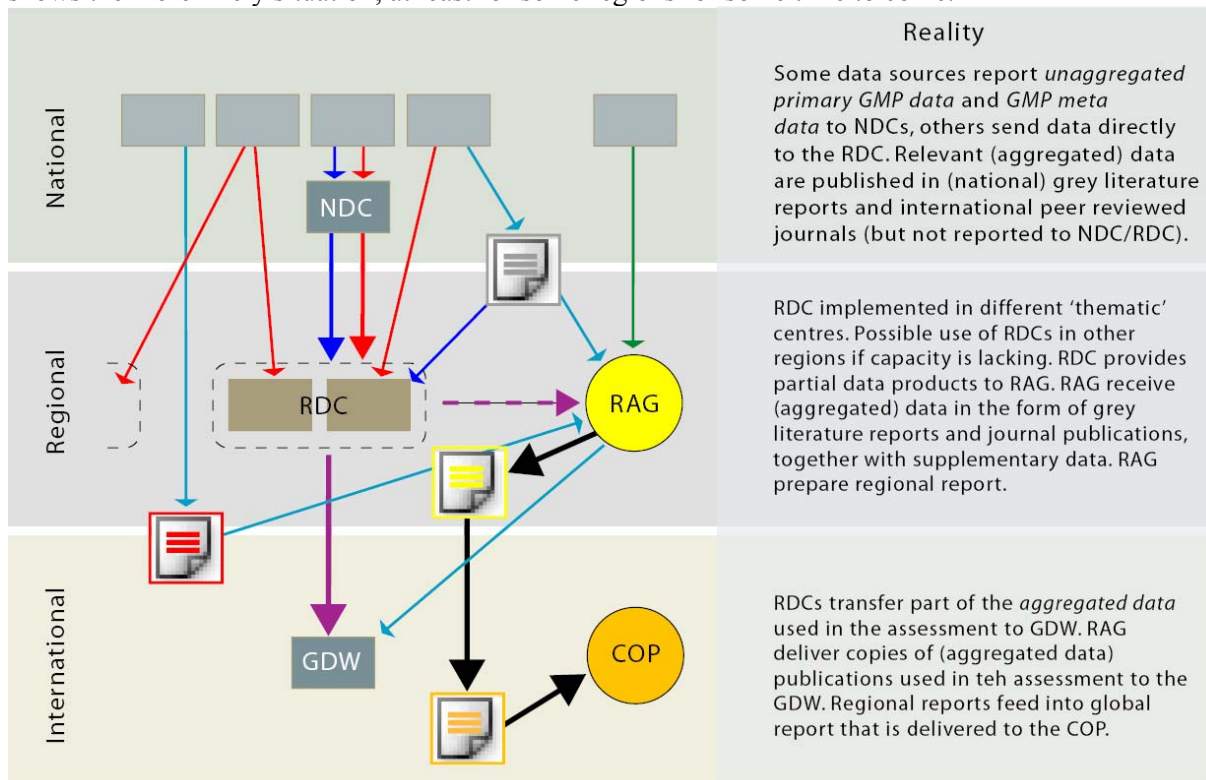 Reality
National
Some data sources report unaggregated
primary GMP data and GMP meta
data to NDCs, others send data directly
to the RDC. Relevant (aggregated) data
are published in (national) grey literature
reports and international peer reviewed
journals (but not reported to NDC/RDC).
NDC
Regional
RDC implemented in different ‘thematic’
centres. Possible use of RDCs in other
regions if capacity is lacking. RDC provides
partial data products to RAG. RAG receive
(aggregated) data in the form of grey
literature reports and journal publications,
together with supplementary data. RAG
prepare regional report.
RDC
RAG
International
RDCs transfer part of the aggregated data
used in the assessment to GDW. RAG
deliver copies of (aggregated data)
publications used in teh assessment to the
GDW. Regional reports feed into global
report that is delivered to the COP.
GDW
COP